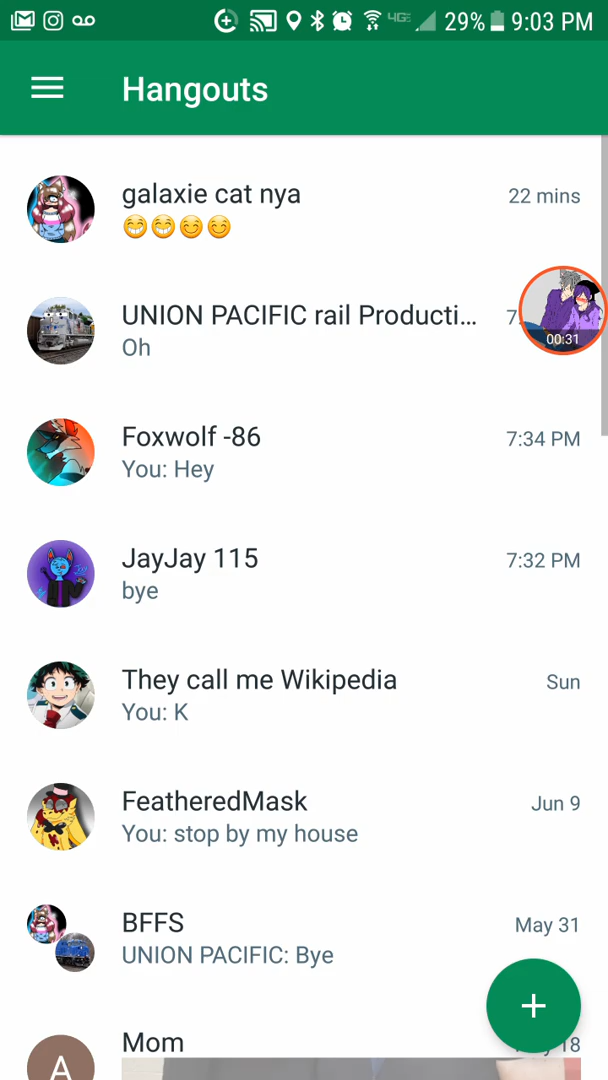 4GE 29% 9:03 PM
Hangouts
galaxie cat nya 22 mins
UNION PACIFIC rail Producti...
Oh
00:31
Foxwolf -86 7:34 PM
You: Hey
JayJay 115 7:32 PM
bye
They call me Wikipedia Sun
You: K
FeatheredMask Jun 9
You: stop by my house
BFFS May 31
UNION PACIFIC: Bye
Mom 18
A